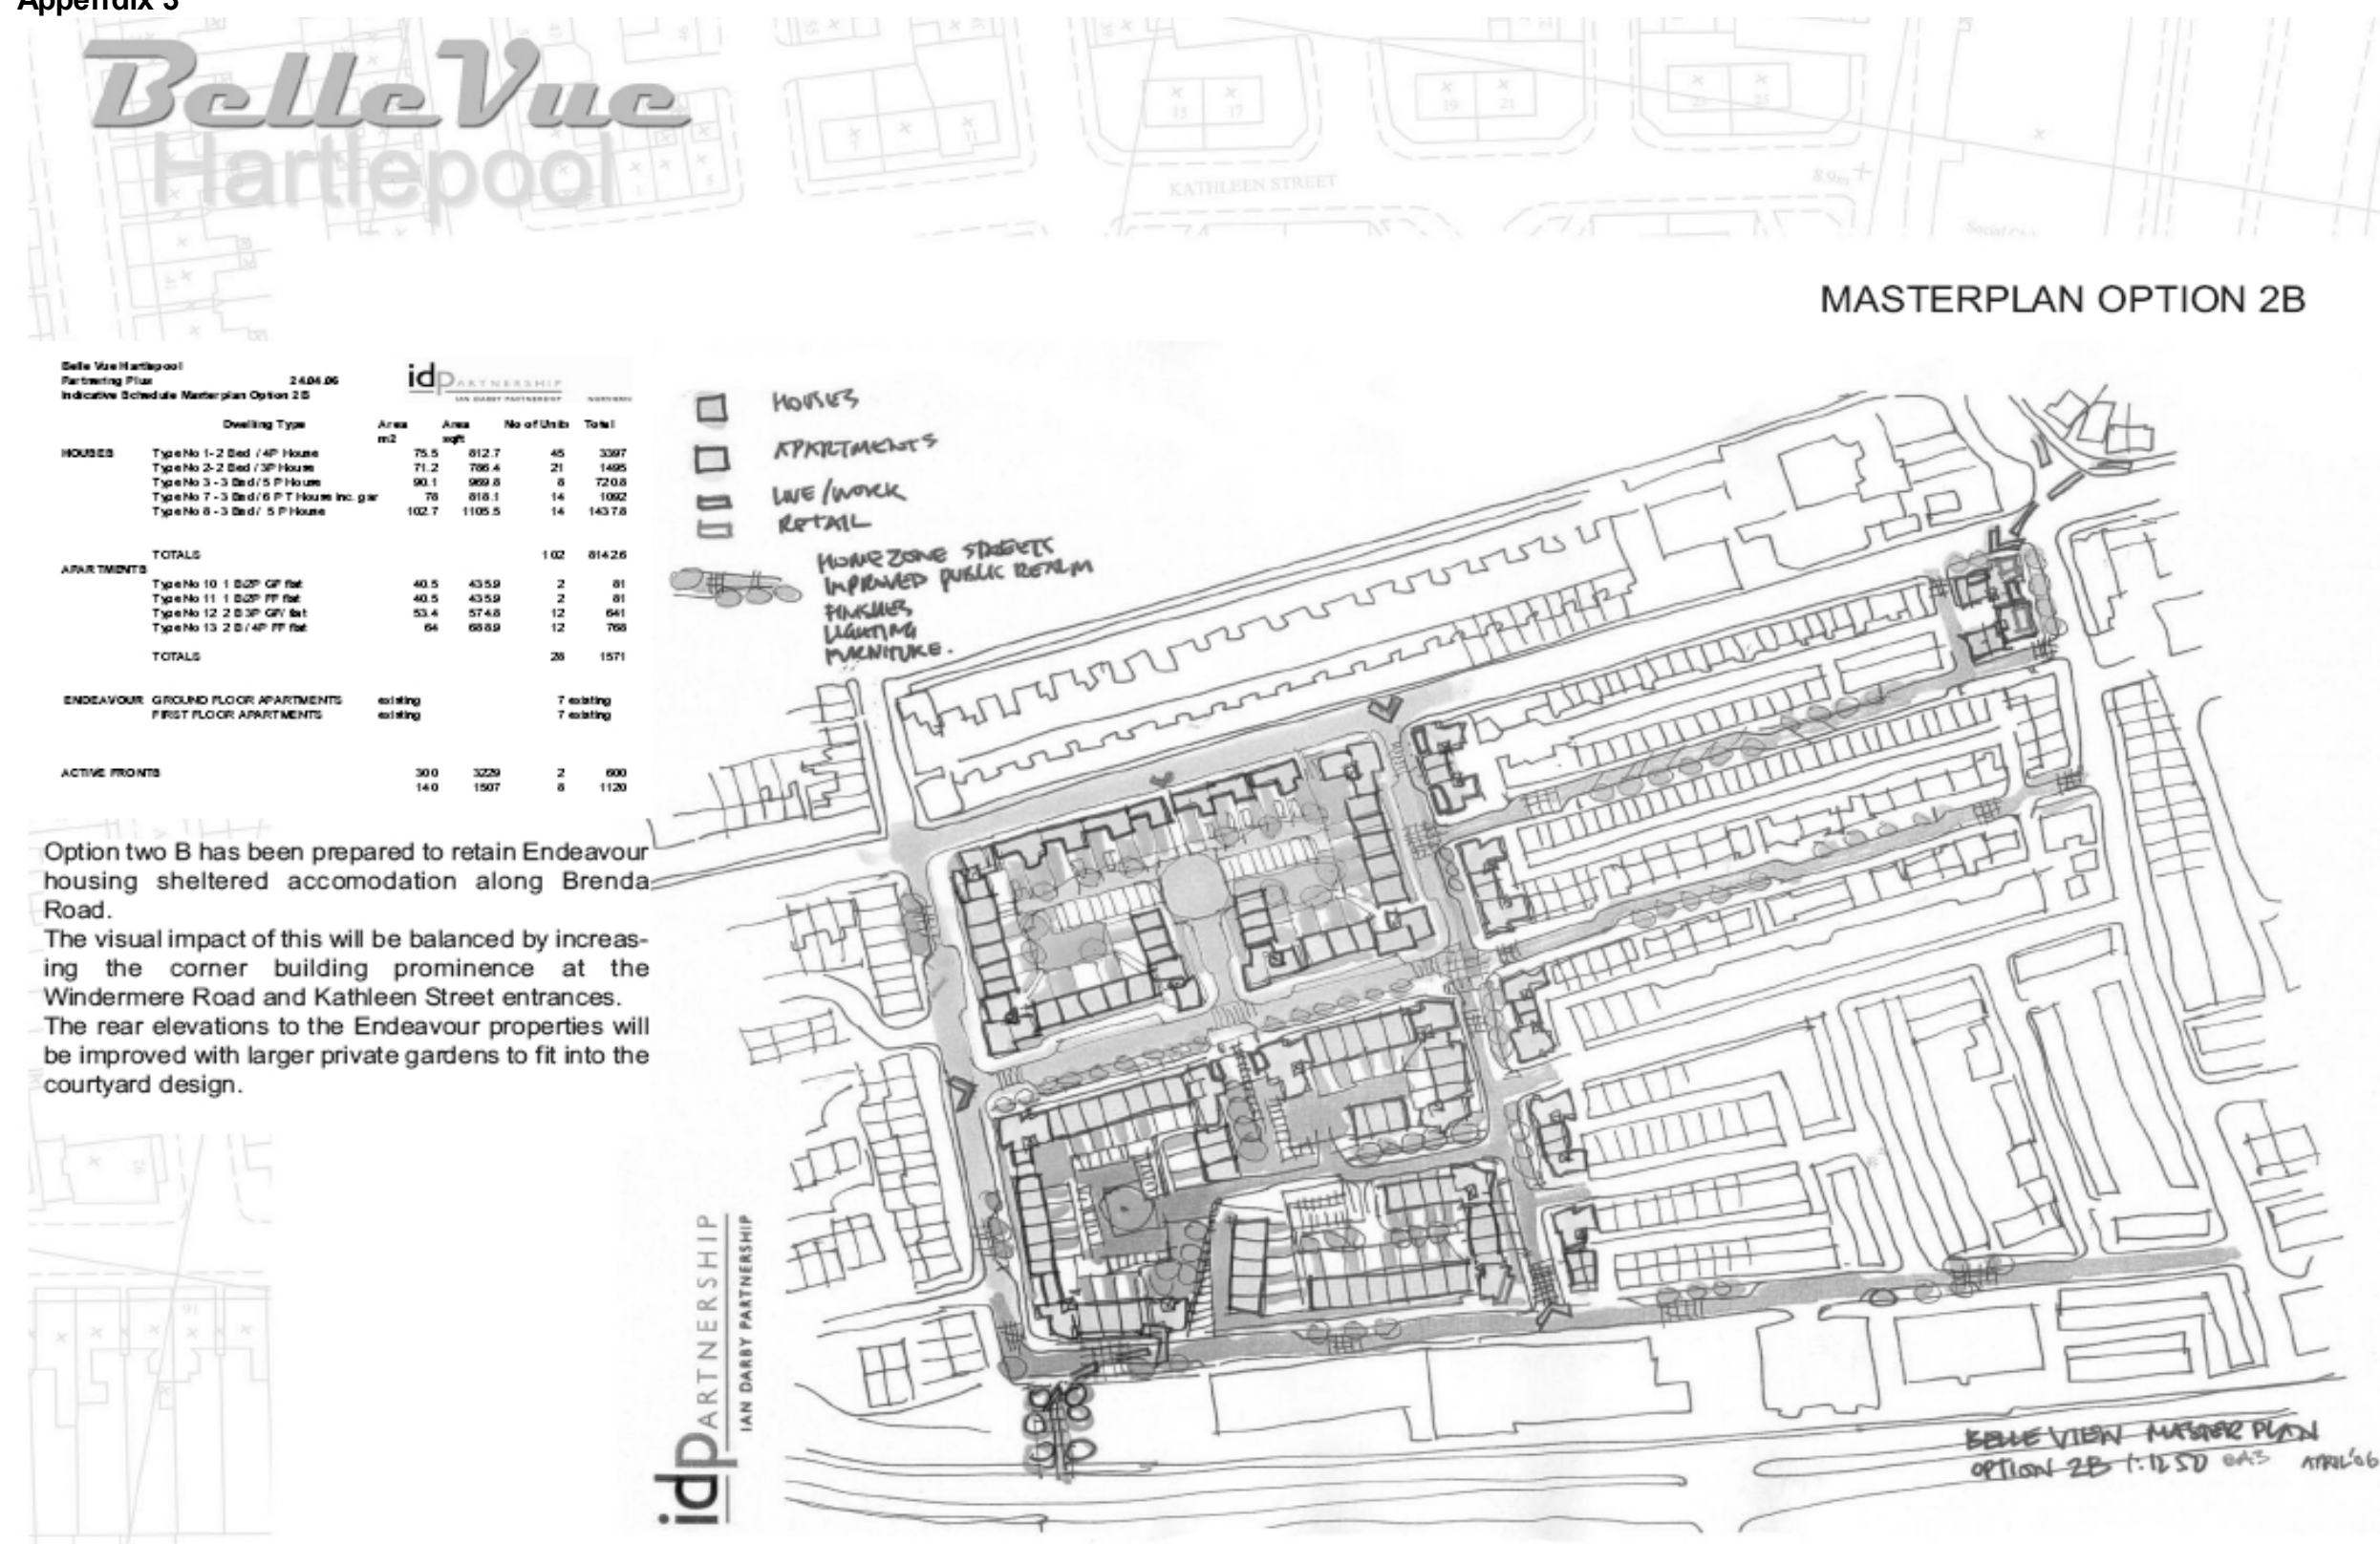 Appendix 3
Belle Vue
Hartlepool
15 17
19 21
KATHLEEN STREET
8.9m
MASTERPLAN OPTION 2B
Belle Vue Hartlepool
Partnering Plus 24.04.06
Indicative Schedule Masterplan Option 2B
idPARTNERSHIP
IAN DARBY PARTNERSHIP NORTHERN
Dwelling Type Area Area No of Units Total
m2 sqft
HOUSES Type No 1- 2 Bed / 4P House 75.5 812.7 45 3397
Type No 2- 2 Bed / 3P House 71.2 766.4 21 1495
Type No 3 - 3 Bed/ 5 P House 90.1 969.8 8 720.8
Type No 7 - 3 Bed/ 6 P T House inc. gar 78 818.1 14 1092
Type No 8 - 3 Bed/ 5 P House 102.7 1105.5 14 1437.8
TOTALS 102 8142.6
APARTMENTS
Type No 10 1 B/2P GF flat 40.5 435.9 2 81
Type No 11 1 B/2P FF flat 40.5 435.9 2 81
Type No 12 2 B 3P GF/ flat 53.4 574.8 12 641
Type No 13 2 B / 4P FF flat 64 688.9 12 768
TOTALS 28 1571
ENDEAVOUR GROUND FLOOR APARTMENTS existing 7 existing
FIRST FLOOR APARTMENTS existing 7 existing
ACTIVE FRONTS 300 3229 2 600
140 1507 8 1120
Option two B has been prepared to retain Endeavour
housing sheltered accomodation along Brenda
Road.
The visual impact of this will be balanced by increas-
ing the corner building prominence at the
Windermere Road and Kathleen Street entrances.
The rear elevations to the Endeavour properties will
be improved with larger private gardens to fit into the
courtyard design.
HOUSES
APARTMENTS
LIVE/WORK
RETAIL
HOMEZONE STREETS
IMPROVED PUBLIC REALM
FINISHES
LIGHTING
FURNITURE.
idPARTNERSHIP
IAN DARBY PARTNERSHIP
BELLE VIEW MASTER PLAN
OPTION 2B 1:1250 @A3 APRIL'06